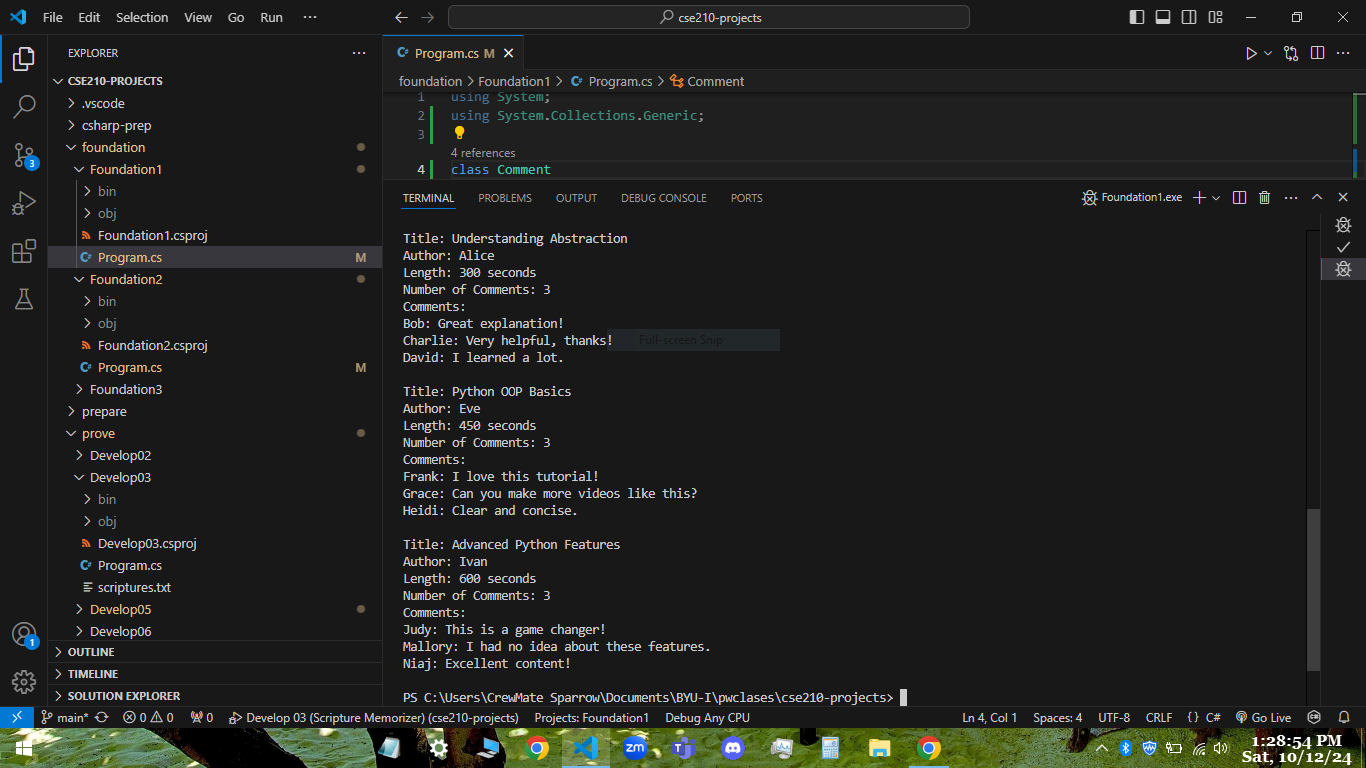 File Edit Selection View Go Run ···
cse210-projects
EXPLORER ···
CSE210-PROJECTS
.vscode
csharp-prep
foundation
Foundation1
bin
obj
Foundation1.csproj
Program.cs M
Foundation2
bin
obj
Foundation2.csproj
Program.cs M
Foundation3
prepare
prove
Develop02
Develop03
bin
obj
Develop03.csproj
Program.cs
scriptures.txt
Develop05
Develop06
OUTLINE
TIMELINE
SOLUTION EXPLORER
3
1
Program.cs M
foundation > Foundation1 > Program.cs > Comment
1 using System;
2 using System.Collections.Generic;
3
4 references
4 class Comment
TERMINAL PROBLEMS OUTPUT DEBUG CONSOLE PORTS
Foundation1.exe
Title: Understanding Abstraction
Author: Alice
Length: 300 seconds
Number of Comments: 3
Comments:
Bob: Great explanation!
Charlie: Very helpful, thanks!
Full-screen Snip
David: I learned a lot.
Title: Python OOP Basics
Author: Eve
Length: 450 seconds
Number of Comments: 3
Comments:
Frank: I love this tutorial!
Grace: Can you make more videos like this?
Heidi: Clear and concise.
Title: Advanced Python Features
Author: Ivan
Length: 600 seconds
Number of Comments: 3
Comments:
Judy: This is a game changer!
Mallory: I had no idea about these features.
Niaj: Excellent content!
PS C:\Users\CrewMate Sparrow\Documents\BYU-I\pwclases\cse210-projects>
main* 0 0 0 Develop 03 (Scripture Memorizer) (cse210-projects) Projects: Foundation1 Debug Any CPU
Ln 4, Col 1 Spaces: 4 UTF-8 CRLF {} C# Go Live
zm
1:28:54 PM
Sat, 10/12/24